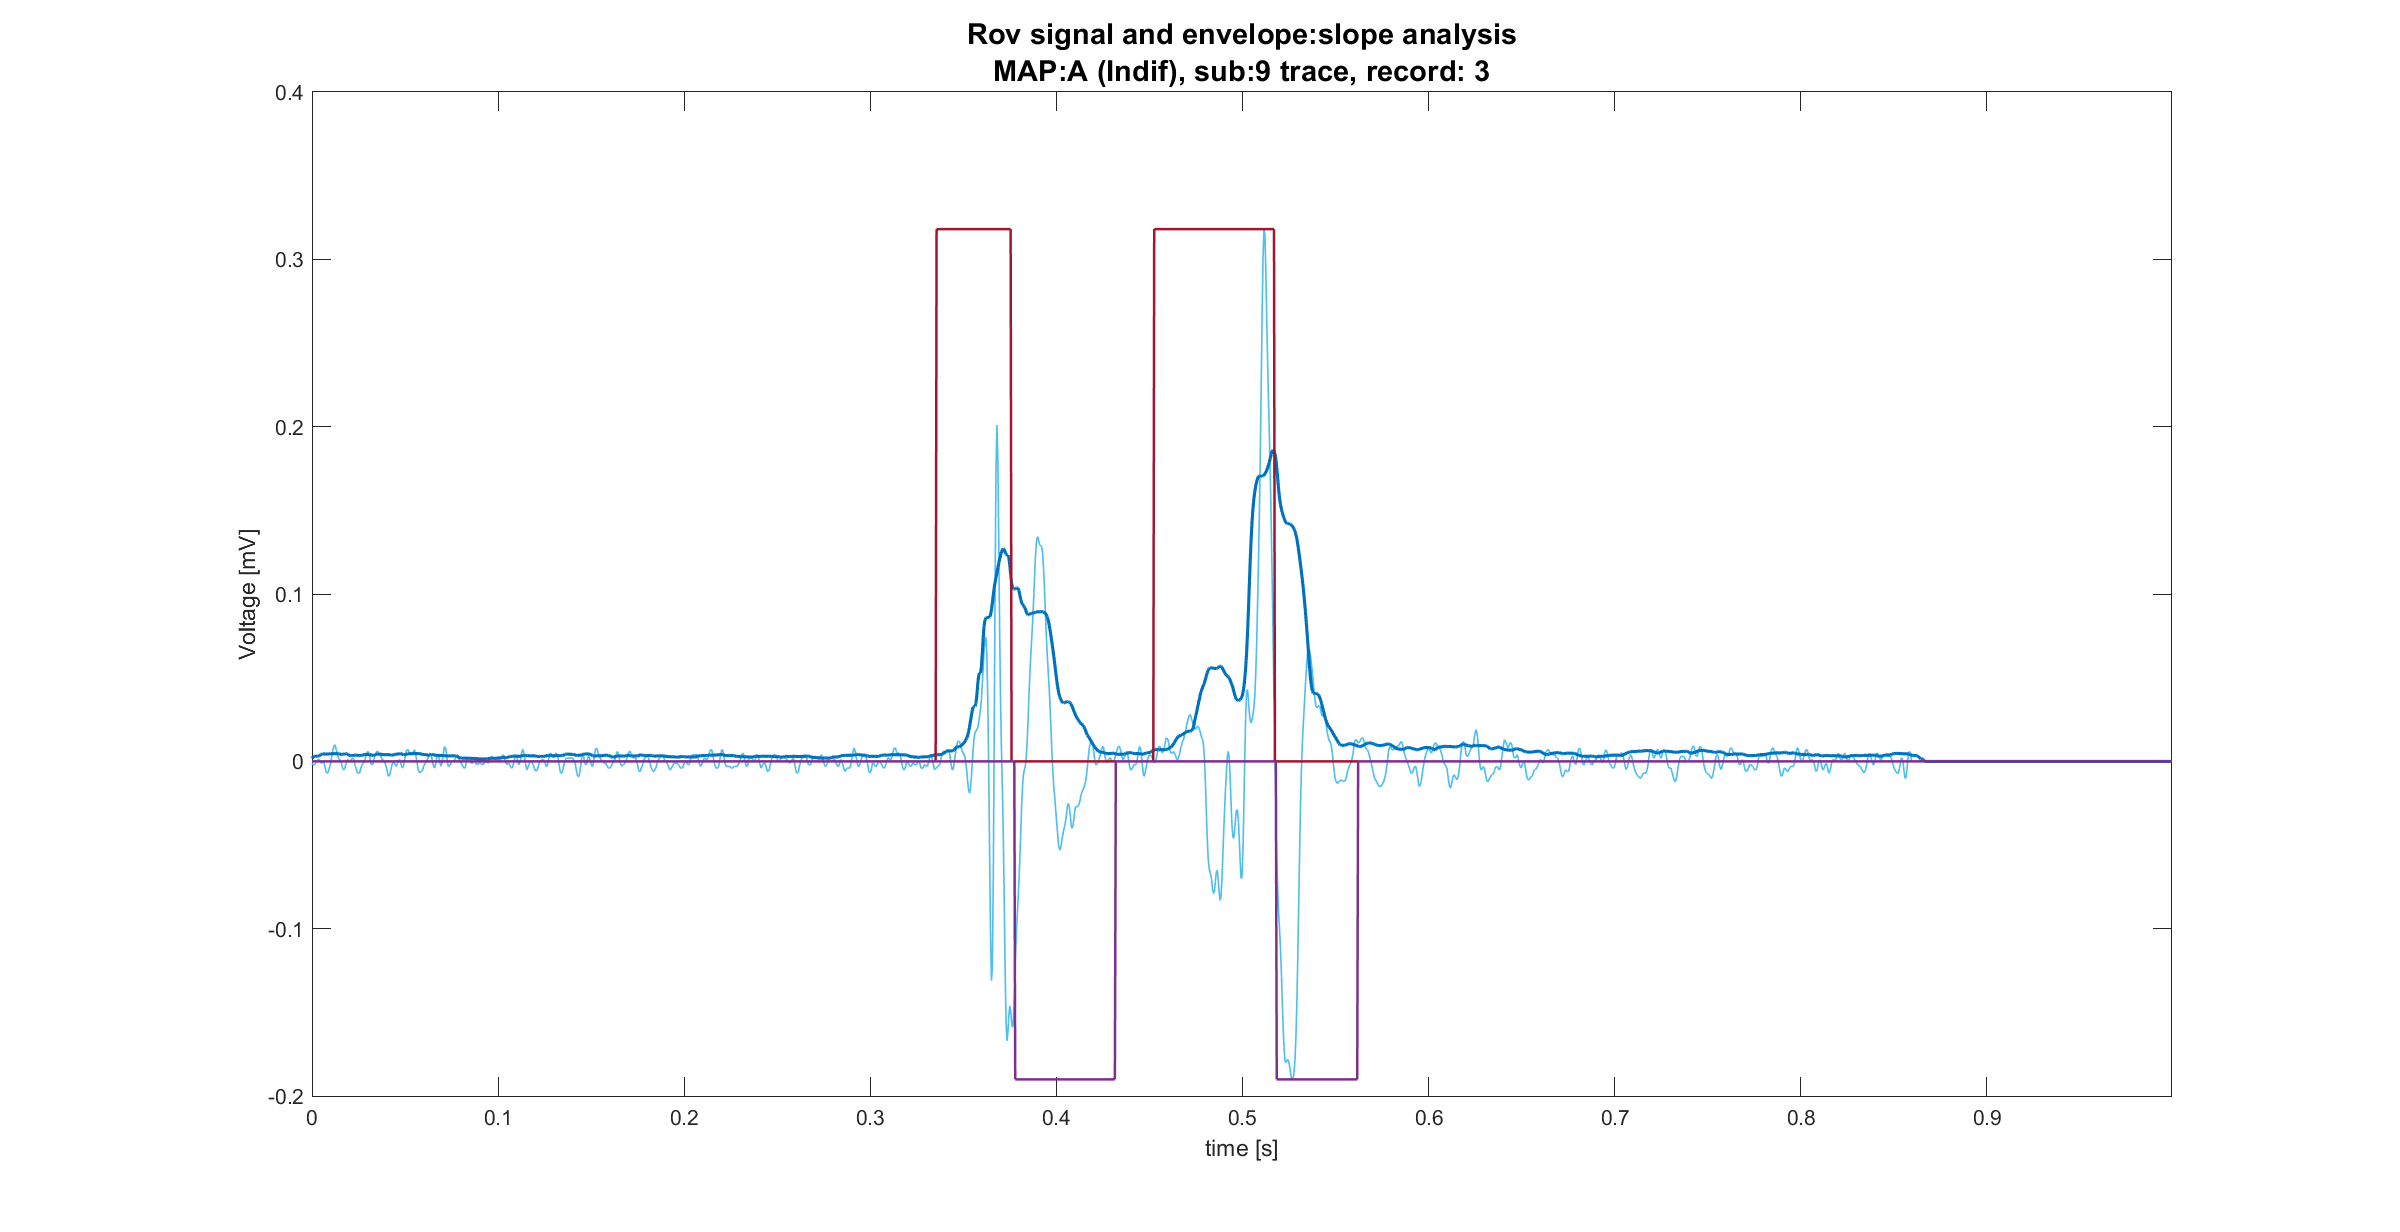 Rov signal and envelope:slope analysis
MAP:A (Indif), sub:9 trace, record: 3
0.4
0.3
0.2
0.1
0
-0.1
-0.2
Voltage [mV]
0 0.1 0.2 0.3 0.4 0.5 0.6 0.7 0.8 0.9
time [s]